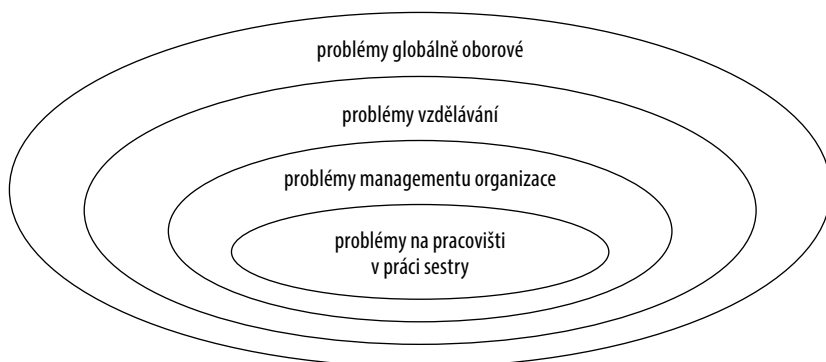 problémy globálně oborové
problémy vzdělávání
problémy managementu organizace
problémy na pracovišti
v práci sestry